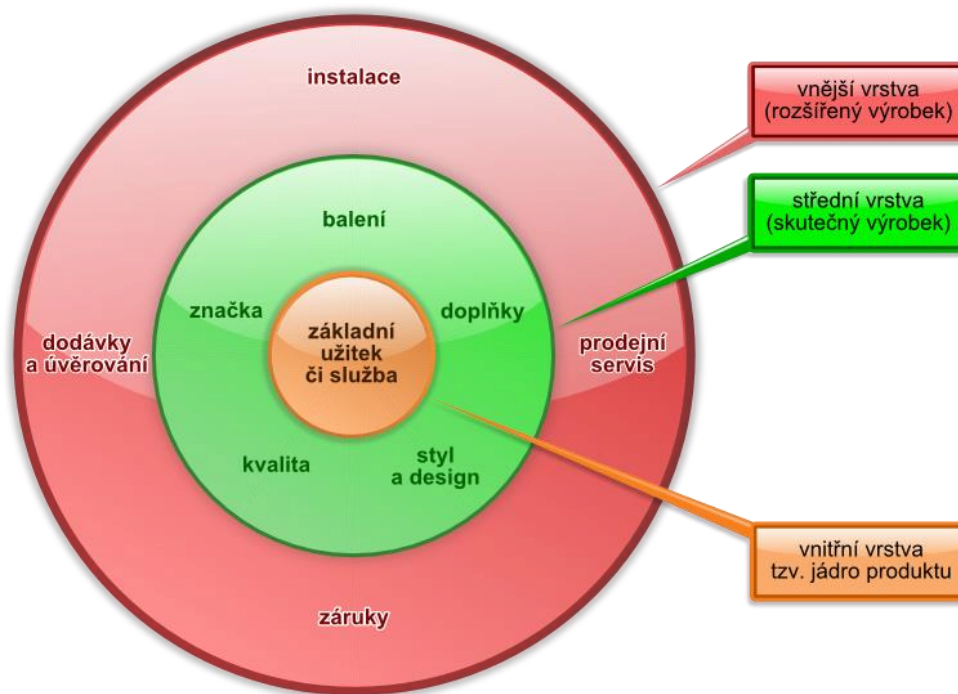 instalace
vnější vrstva
(rozšířený výrobek)
střední vrstva
(skutečný výrobek)
balení
značka
doplňky
základní
užitek
či služba
dodávky
a úvěrování
prodejní
servis
kvalita
styl
a design
vnitřní vrstva
tzv. jádro produktu
záruky